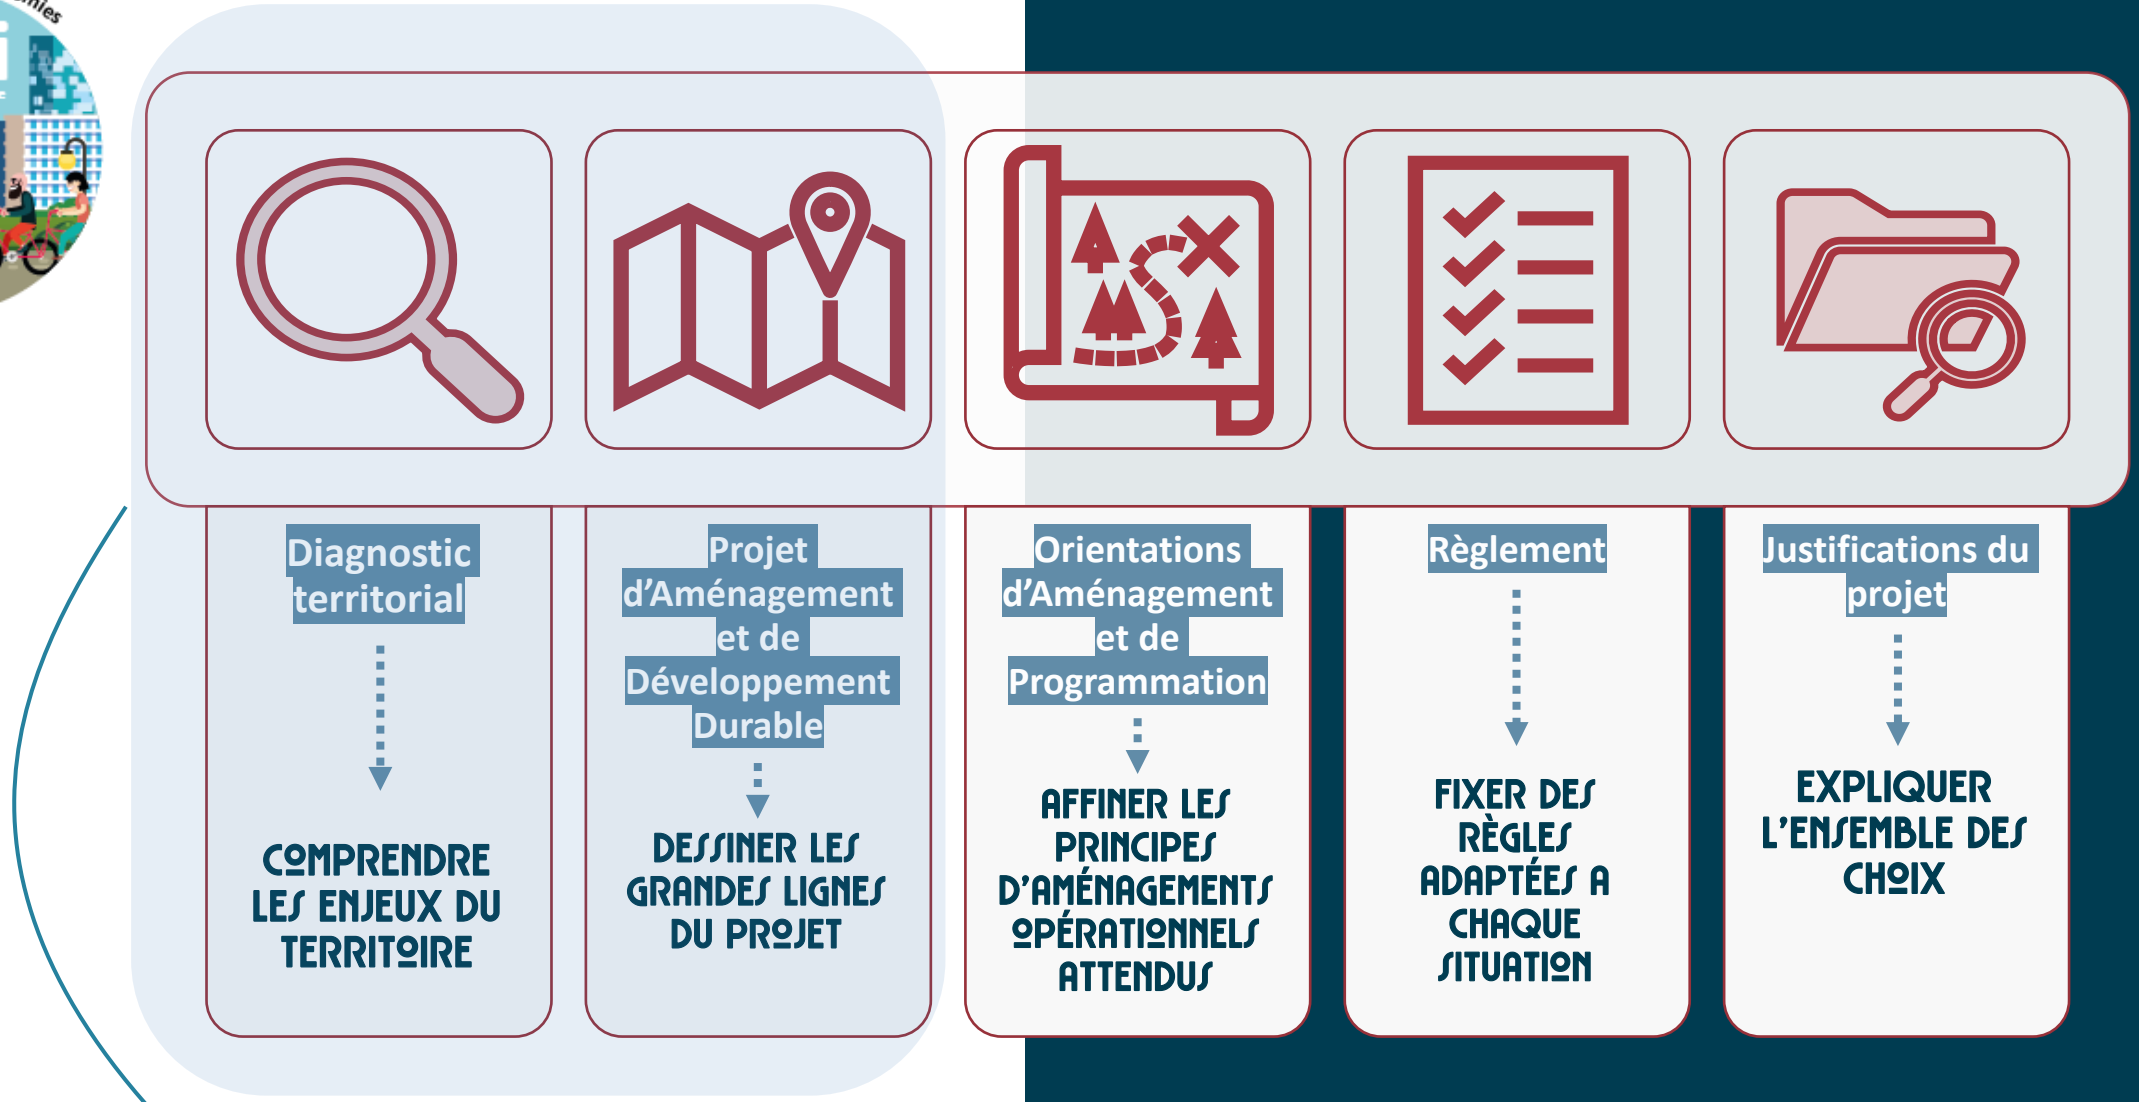 Diagnostic
territorial
COMPRENDRE
LES ENJEUX DU
TERRITOIRE
Projet
d’Aménagement
et de
Développement
Durable
DESSINER LES
GRANDES LIGNES
DU PROJET
Orientations
d’Aménagement
et de
Programmation
AFFINER LES
PRINCIPES
D’AMÉNAGEMENTS
OPÉRATIONNELS
ATTENDUS
Règlement
FIXER DES
RÈGLES
ADAPTÉES A
CHAQUE
SITUATION
Justifications du
projet
EXPLIQUER
L’ENSEMBLE DES
CHOIX